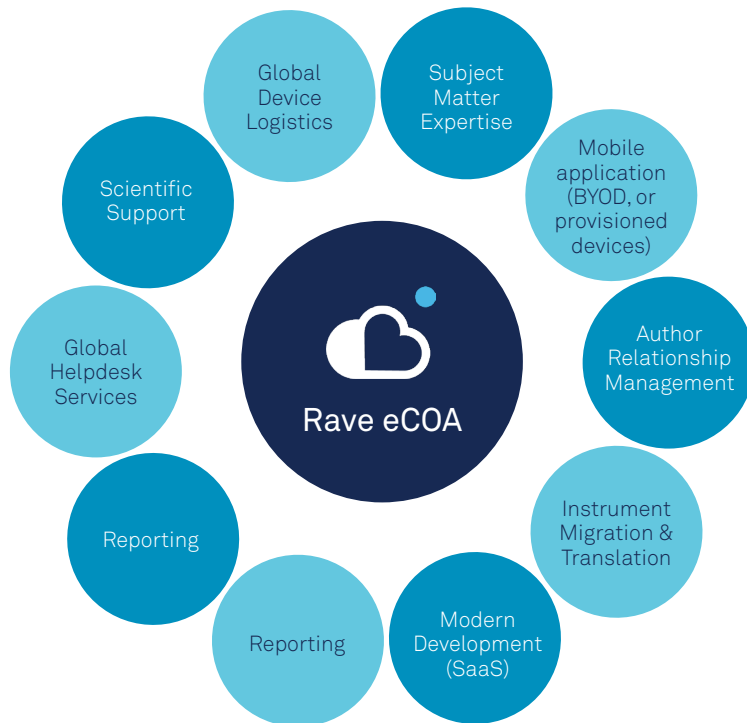 Global
Device
Logistics
Subject
Matter
Expertise
Mobile
application
(BYOD, or
provisioned
devices)
Author
Relationship
Management
Instrument
Migration &
Translation
Modern
Development
(SaaS)
Reporting
Reporting
Global
Helpdesk
Services
Scientific
Support
Rave eCOA